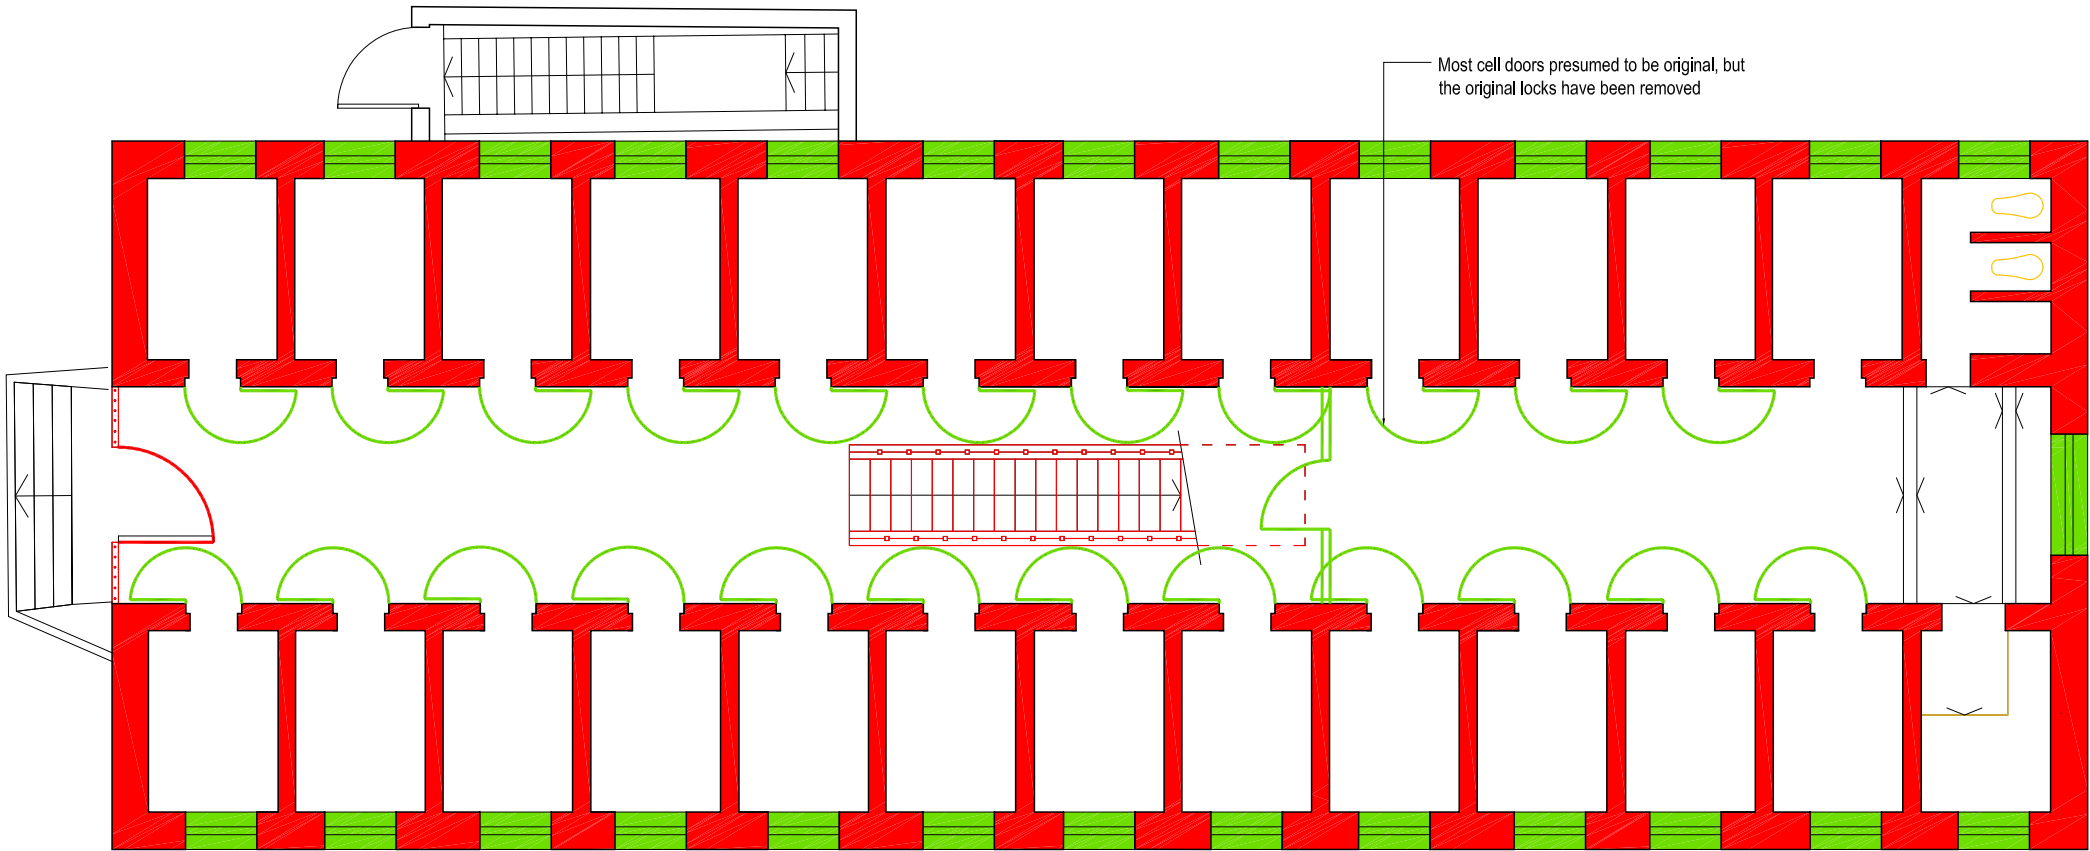 Most cell doors presumed to be original, but
the original locks have been removed